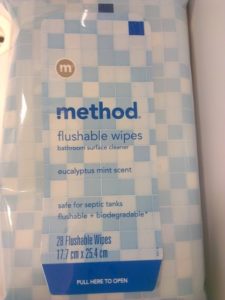 m
method.
flushable wipes
bathroom surface cleaner
eucalyptus mint scent
safe for septic tanks
flushable + biodegradable*
28 Flushable Wipes
17.7 cm x 25.4 cm
PULL HERE TO OPEN